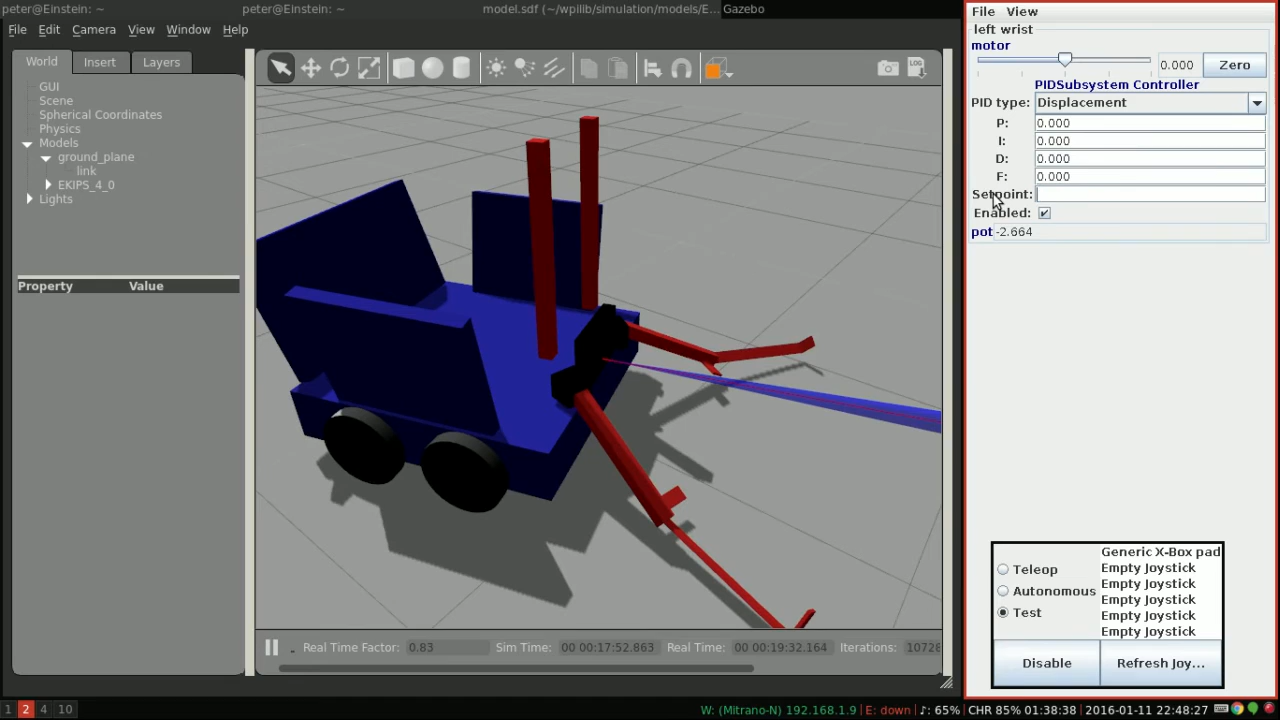 peter@Einstein: ~
peter@Einstein: ~
model.sdf (~/wpilib/simulation/models/E...
Gazebo
File Edit Camera View Window Help
World Insert Layers
GUI
Scene
Spherical Coordinates
Physics
Models
ground_plane
link
EKIPS_4_0
Lights
Property Value
LOG
Real Time Factor: 0.83 Sim Time: 00 00:17:52.863 Real Time: 00 00:19:32.164 Iterations: 10728
File View
left wrist
motor
0.000 Zero
PIDSubsystem Controller
PID type: Displacement
P: 0.000
I: 0.000
D: 0.000
F: 0.000
Setpoint:
Enabled:
pot -2.664
Teleop
Autonomous
Test
Generic X-Box pad
Empty Joystick
Empty Joystick
Empty Joystick
Empty Joystick
Empty Joystick
Disable Refresh Joy...
1 2 4 10
W: (Mitrano-N) 192.168.1.9 | E: down | ♪: 65% | CHR 85% 01:38:38 | 2016-01-11 22:48:27